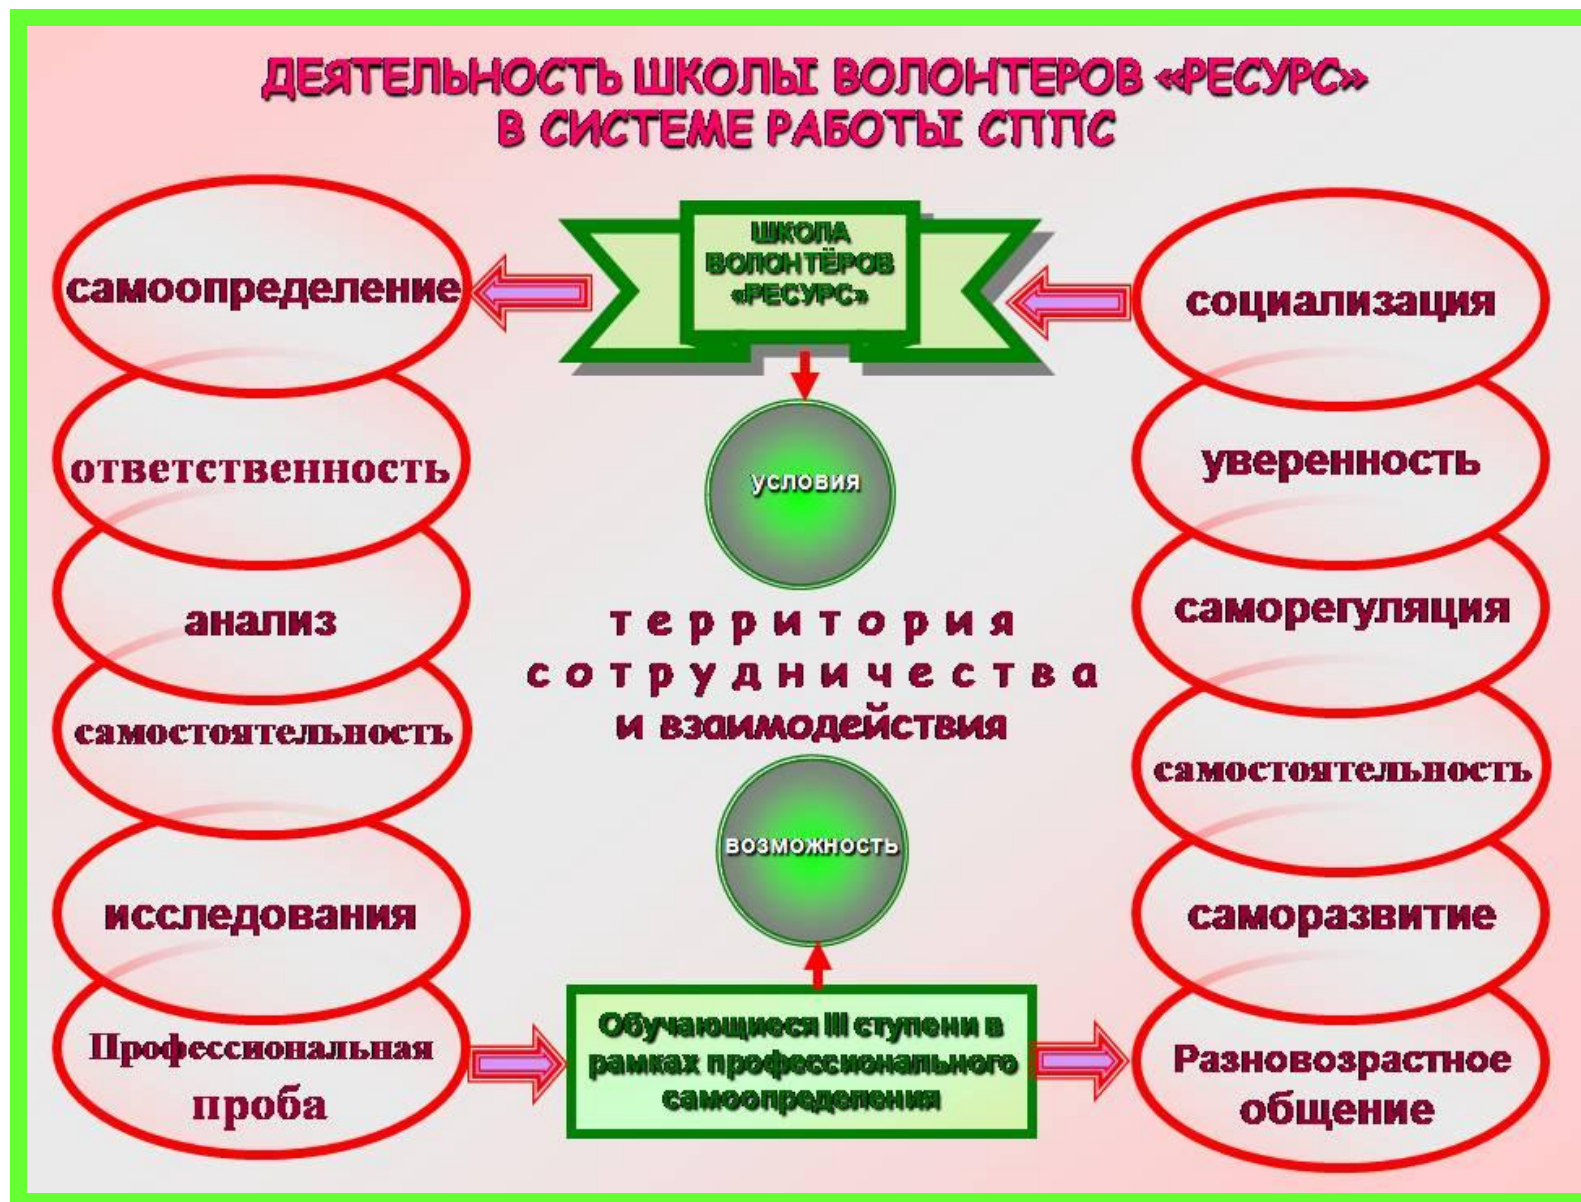 ДЕЯТЕЛЬНОСТЬ ШКОЛЫ ВОЛОНТЕРОВ «РЕСУРС»
В СИСТЕМЕ РАБОТЫ СППС
самоопределение
ответственность
анализ
самостоятельность
исследования
Профессиональная
проба
ШКОЛА
ВОЛОНТЁРОВ
«РЕСУРС»
условия
территория
сотрудничества
и взаимодействия
возможность
Обучающиеся III ступени в
рамках профессионального
самоопределения
социализация
уверенность
саморегуляция
самостоятельность
саморазвитие
Разновозрастное
общение